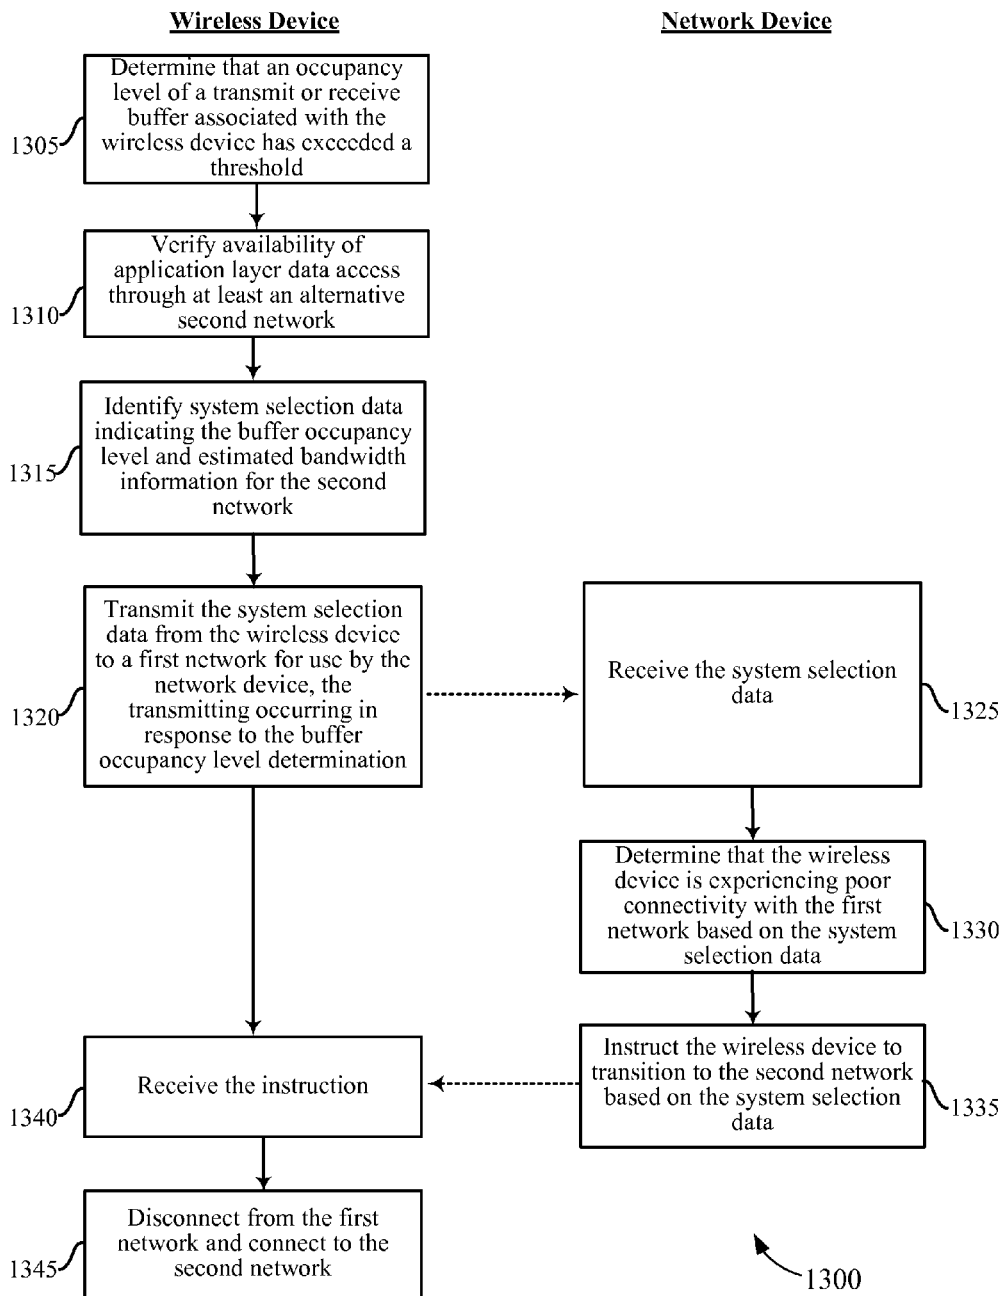 Wireless Device
Network Device
Determine that an occupancy
level of a transmit or receive
buffer associated with the
wireless device has exceeded a
threshold
1305
Verify availability of
application layer data access
through at least an alternative
second network
1310
Identify system selection data
indicating the buffer occupancy
level and estimated bandwidth
information for the second
network
1315
Transmit the system selection
data from the wireless device
to a first network for use by the
network device, the
transmitting occurring in
response to the buffer
occupancy level determination
1320
Receive the system selection
data
1325
Determine that the wireless
device is experiencing poor
connectivity with the first
network based on the system
selection data
1330
Instruct the wireless device to
transition to the second network
based on the system selection
data
1335
Receive the instruction
1340
Disconnect from the first
network and connect to the
second network
1345
1300